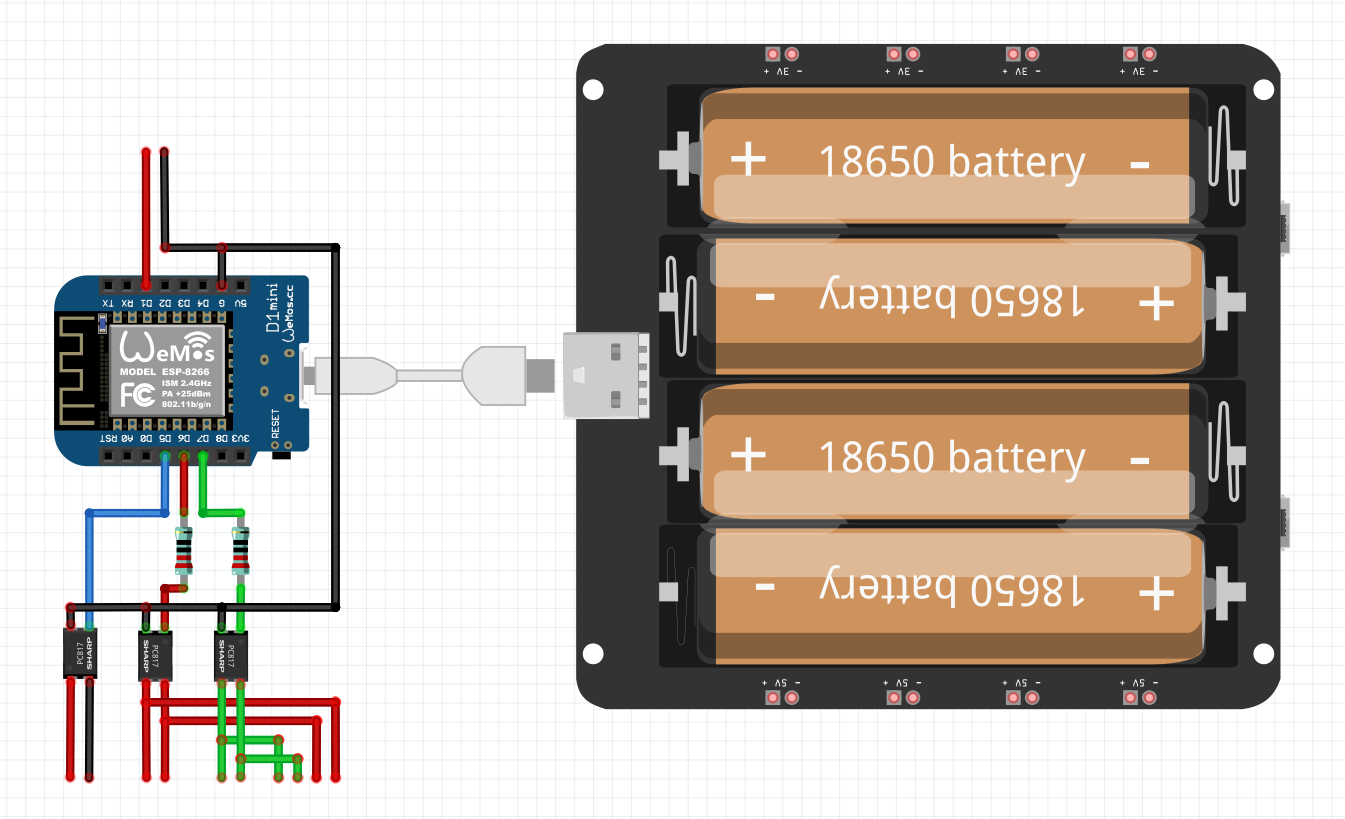 + 3V -
+ 3V -
+ 3V -
+ 3V -
+ 18650 battery -
- 18650 battery +
+ 18650 battery -
- 18650 battery +
+ 5V -
+ 5V -
+ 5V -
+ 5V -
TX RX D1 D2 D3 D4 G 5V
D1 mini
WeMos.cc
WeMos
MODEL ESP-8266
ISM 2.4GHz
PA +25dBm
802.11b/g/n
FC
RESET
RST A0 D0 D5 D6 D7 D8 3V3
PC817
SHARP
SHARP
PC817
SHARP
PC817